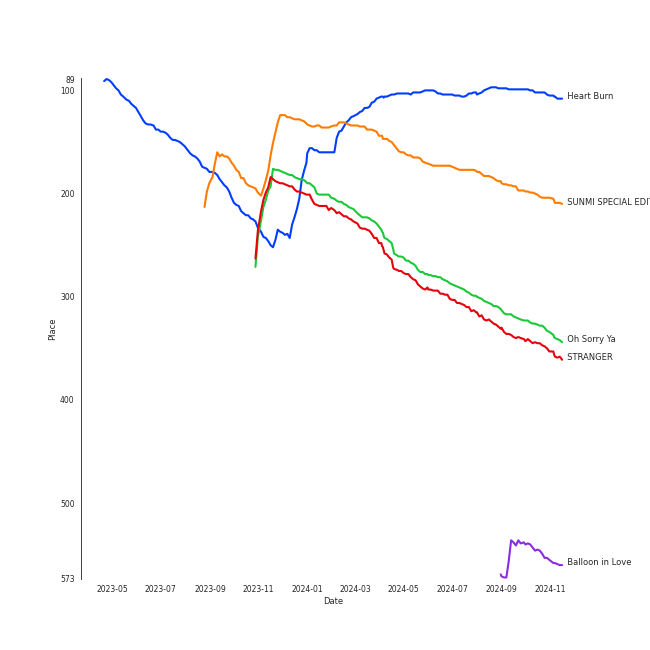 89
100
200
300
400
500
573
Place
2023-05 2023-07 2023-09 2023-11 2024-01 2024-03 2024-05 2024-07 2024-09 2024-11
Date
Heart Burn
SUNMI SPECIAL EDI
Oh Sorry Ya
STRANGER
Balloon in Love